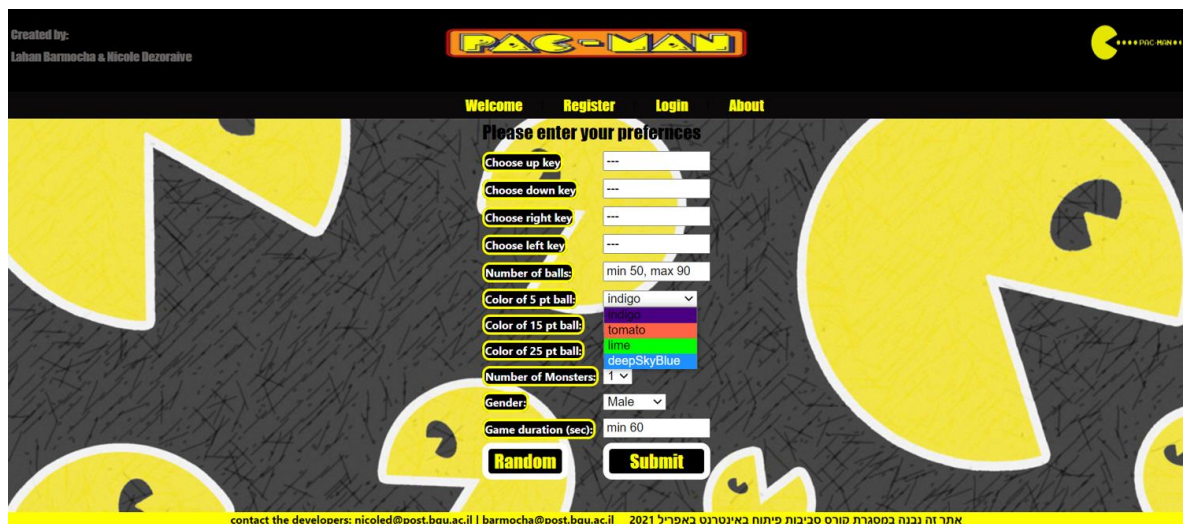 Created by:
Lahan Barmocha & Nicole Dezoraive
PAC-MAN
PAC-MAN
Welcome Register Login About
Please enter your prefernces
Choose up key ---
Choose down key ---
Choose right key ---
Choose left key ---
Number of balls: min 50, max 90
Color of 5 pt ball: indigo
indigo
Color of 15 pt ball: tomato
lime
Color of 25 pt ball: deepSkyBlue
Number of Monsters: 1
Gender: Male
Game duration (sec): min 60
Random Submit
contact the developers: nicoled@post.bgu.ac.il | barmocha@post.bgu.ac.il אתר זה נבנה במסגרת קורס סביבות פיתוח באינטרנט באפריל 2021